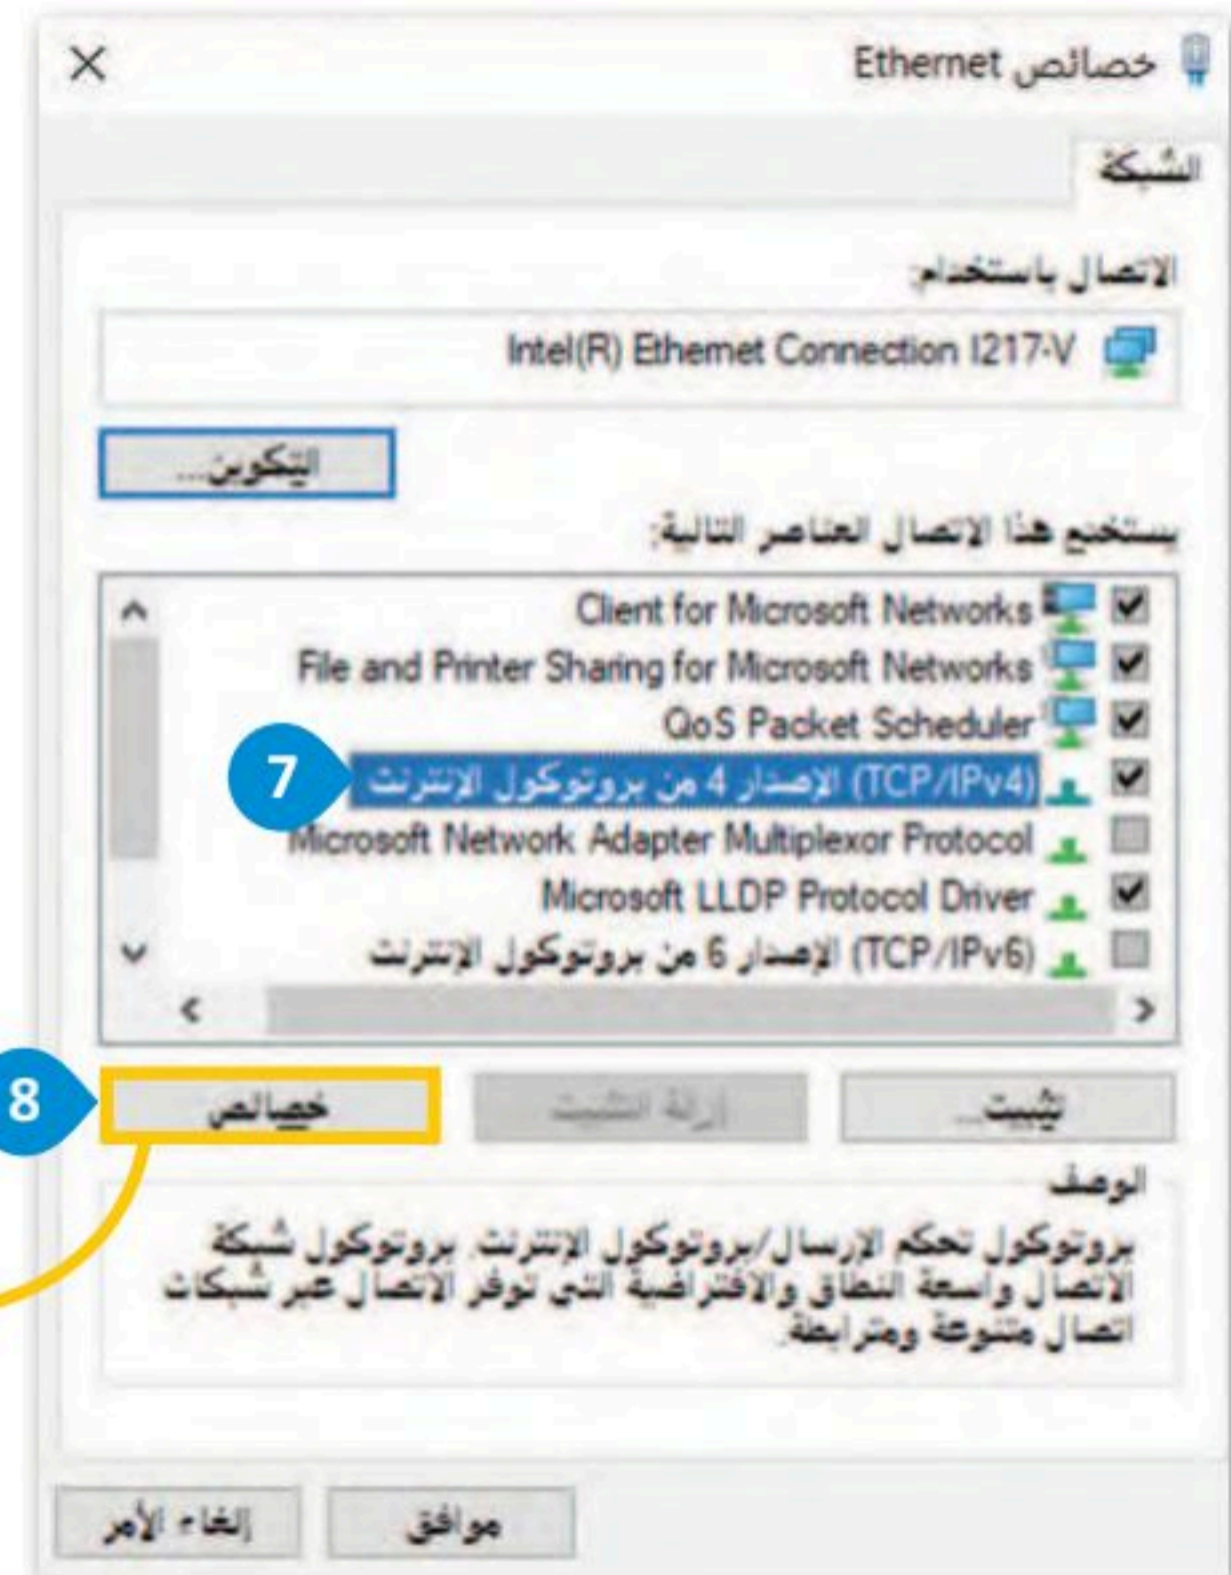 خصائص Ethernet
الشبكة
الاتصال باستخدام:
Intel(R) Ethernet Connection I217-V
التكوين...
يستخدم هذا الاتصال العناصر التالية:
Client for Microsoft Networks
File and Printer Sharing for Microsoft Networks
QoS Packet Scheduler
7
(TCP/IPv4) الإصدار 4 من بروتوكول الإنترنت
Microsoft Network Adapter Multiplexor Protocol
Microsoft LLDP Protocol Driver
(TCP/IPv6) الإصدار 6 من بروتوكول الإنترنت
تثبيت...
إزالة التثبيت
خصائص
8
الوصف
بروتوكول تحكم الإرسال/بروتوكول الإنترنت. بروتوكول شبكة
الاتصال واسعة النطاق والافتراضية التي توفر الاتصال عبر شبكات
اتصال متنوعة ومترابطة.
موافق
إلغاء الأمر